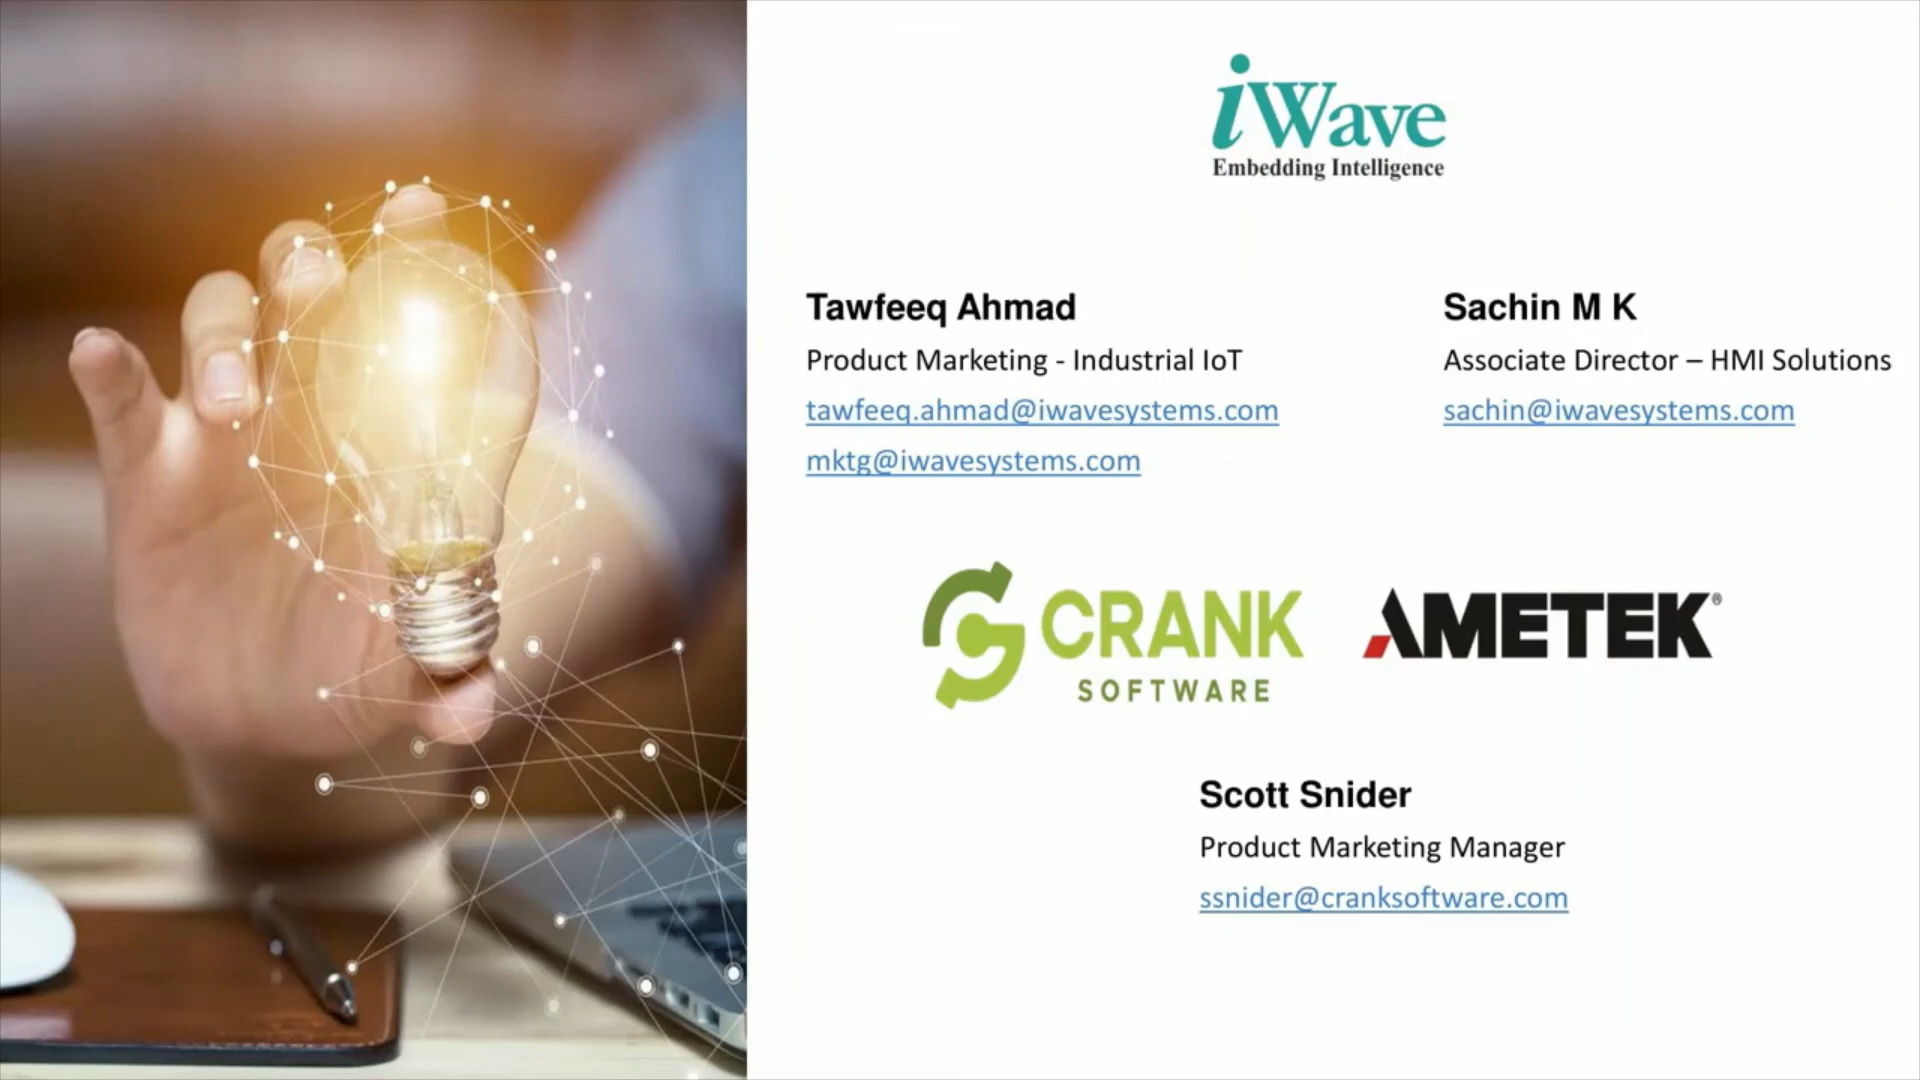 iWave
Embedding Intelligence
Tawfeeq Ahmad
Product Marketing - Industrial IoT
tawfeeq.ahmad@iwavesystems.com
mktg@iwavesystems.com
Sachin M K
Associate Director – HMI Solutions
sachin@iwavesystems.com
CRANK
SOFTWARE
AMETEK®
Scott Snider
Product Marketing Manager
ssnider@cranksoftware.com